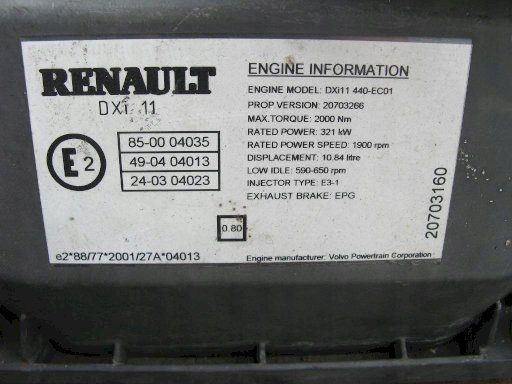 RENAULT
DXi 11
E2
85-00 04035
49-04 04013
24-03 04023
0.80
e2*88/77*2001/27A*04013
ENGINE INFORMATION
ENGINE MODEL: DXi11 440-EC01
PROP.VERSION: 20703266
MAX.TORQUE: 2000 Nm
RATED POWER: 321 kW
RATED POWER SPEED: 1900 rpm
DISPLACEMENT: 10.84 litre
LOW IDLE: 590-650 rpm
INJECTOR TYPE: E3-1
EXHAUST BRAKE: EPG
Engine manufacturer: Volvo Powertrain Corporation
20703160